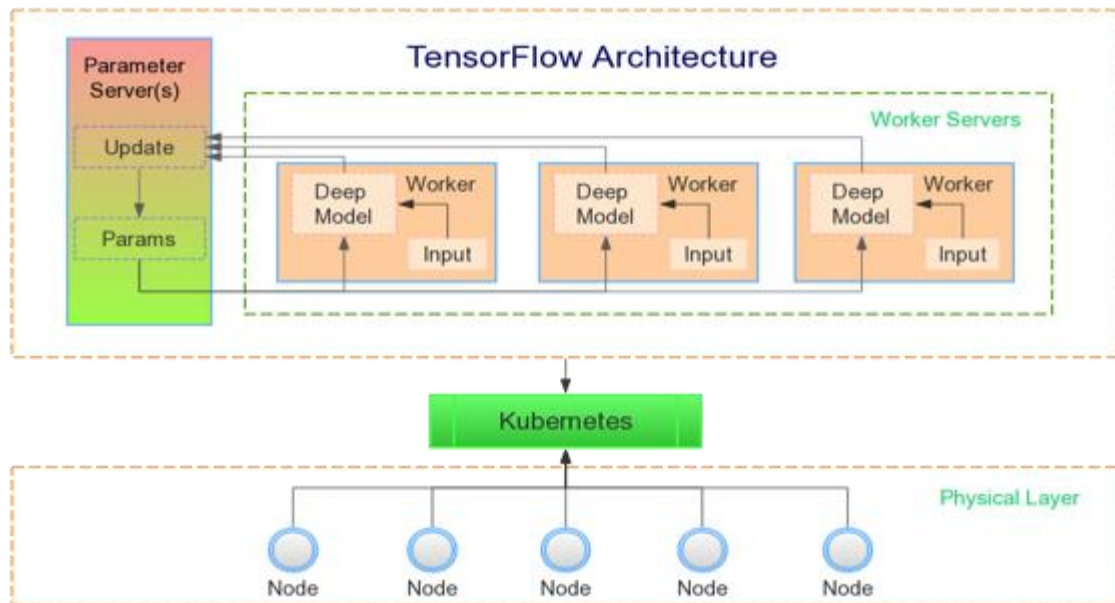 TensorFlow Architecture
Parameter
Server(s)
Update
Params
Worker Servers
Deep
Model
Worker
Input
Deep
Model
Worker
Input
Deep
Model
Worker
Input
Kubernetes
Physical Layer
Node
Node
Node
Node
Node